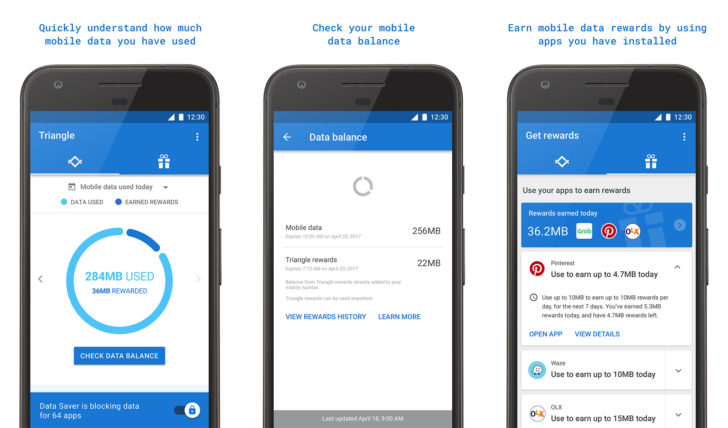 Quickly understand how much
mobile data you have used
12:30
Triangle
Mobile data used today
DATA USED
EARNED REWARDS
284MB USED
36MB REWARDED
CHECK DATA BALANCE
Data Saver is blocking data
for 64 apps
Check your mobile
data balance
12:30
Data balance
Mobile data
256MB
Expires 12:00 AM on April 25, 2017
Triangle rewards
22MB
Expires 7:12 AM on April 20, 2017
Balance from Triangle rewards already added to your
mobile number.
Triangle rewards can be used anywhere
VIEW REWARDS HISTORY
LEARN MORE
Last updated April 18, 9:00 AM
Earn mobile data rewards by using
apps you have installed
12:30
Get rewards
Use your apps to earn rewards
Rewards earned today
36.2MB
Grab
OLX
Pinterest
Use to earn up to 4.7MB today
Use up to 10MB to earn up to 10MB rewards per
day, for the next 7 days. You've earned 5.3MB
rewards today, and have 4.7MB rewards left.
OPEN APP
VIEW DETAILS
Waze
Use to earn up to 10MB today
OLX
OLX
Use to earn up to 15MB today